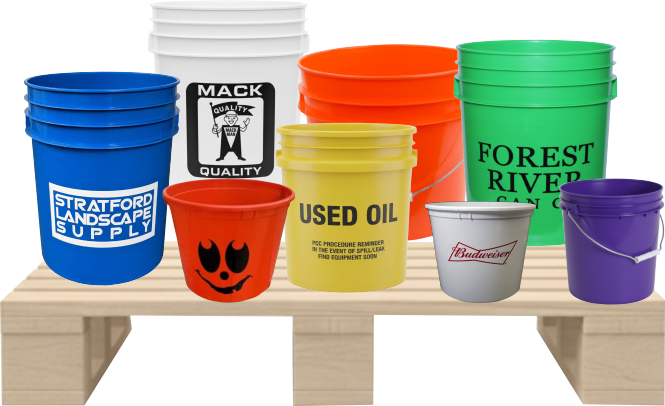 MACK
QUALITY
MACK
MAN
QUALITY
STRATFORD
LANDSCAPE
SUPPLY
USED OIL
PCC PROCEDURE REMINDER
IN THE EVENT OF SPILL/LEAK
FIND EQUIPMENT SOON
FOREST
RIVER
Budweiser